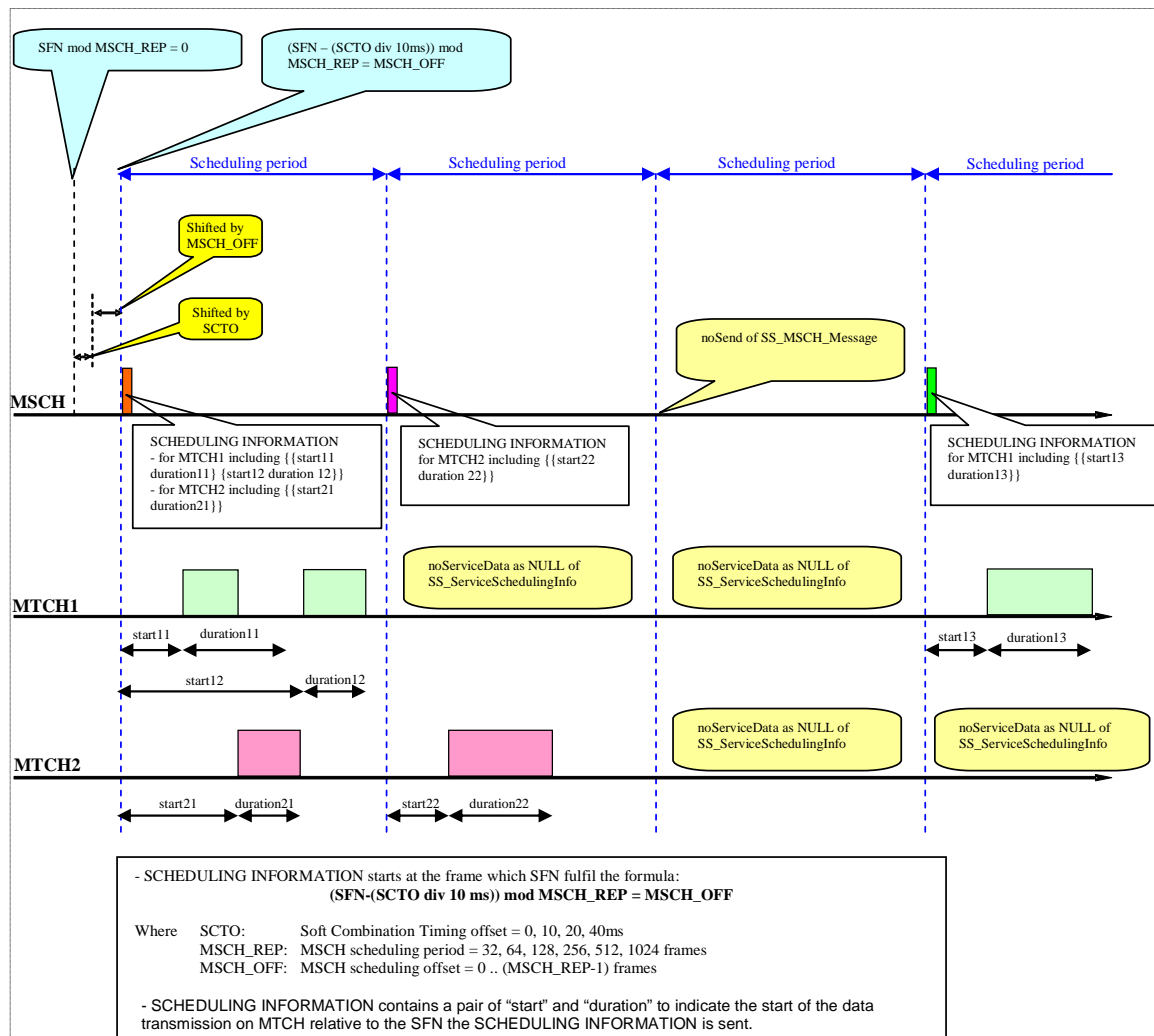 SFN mod MSCH_REP = 0
(SFN – (SCTO div 10ms)) mod
MSCH_REP = MSCH_OFF
Scheduling period
Scheduling period
Scheduling period
Scheduling period
Shifted by
MSCH_OFF
Shifted by
SCTO
noSend of SS_MSCH_Message
MSCH
SCHEDULING INFORMATION
- for MTCH1 including {{start11
duration11} {start12 duration 12}}
- for MTCH2 including {{start21
duration21}}
SCHEDULING INFORMATION
for MTCH2 including {{start22
duration 22}}
SCHEDULING INFORMATION
for MTCH1 including {{start13
duration13}}
noServiceData as NULL of
SS_ServiceSchedulingInfo
noServiceData as NULL of
SS_ServiceSchedulingInfo
MTCH1
start11
duration11
start13
duration13
start12
duration12
noServiceData as NULL of
SS_ServiceSchedulingInfo
noServiceData as NULL of
SS_ServiceSchedulingInfo
MTCH2
start21
duration21
start22
duration22
- SCHEDULING INFORMATION starts at the frame which SFN fulfil the formula:
(SFN-(SCTO div 10 ms)) mod MSCH_REP = MSCH_OFF
Where SCTO: Soft Combination Timing offset = 0, 10, 20, 40ms
MSCH_REP: MSCH scheduling period = 32, 64, 128, 256, 512, 1024 frames
MSCH_OFF: MSCH scheduling offset = 0 .. (MSCH_REP-1) frames
- SCHEDULING INFORMATION contains a pair of “start” and “duration” to indicate the start of the data
transmission on MTCH relative to the SFN the SCHEDULING INFORMATION is sent.